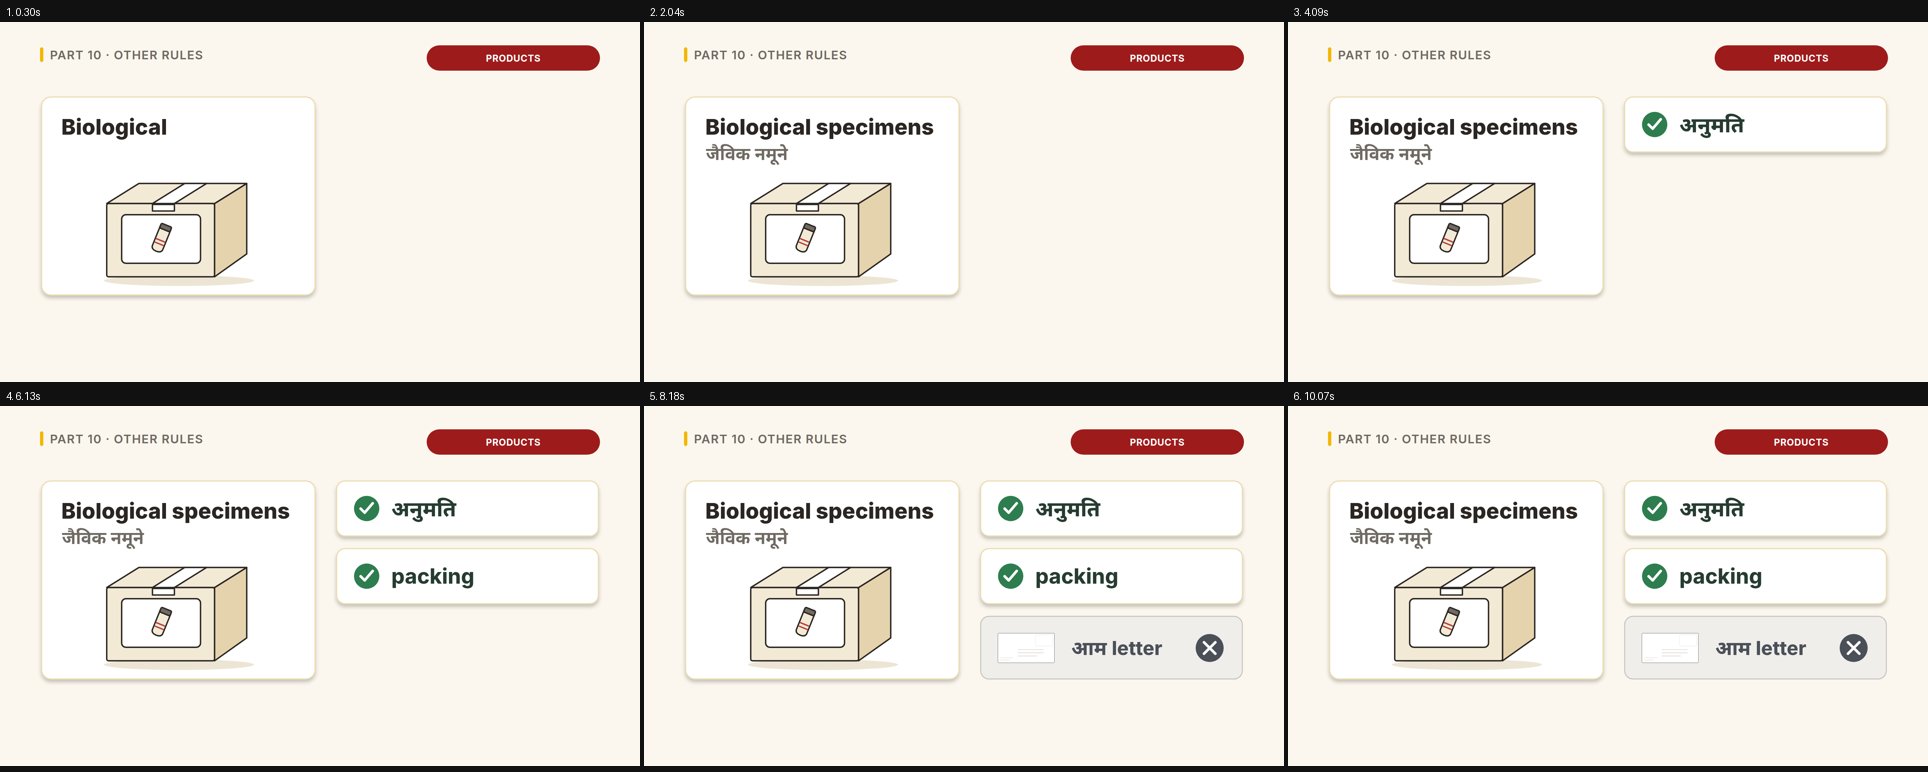 1. 0.30s
PART 10 · OTHER RULES
PRODUCTS
Biological
2. 2.04s
PART 10 · OTHER RULES
PRODUCTS
Biological specimens
जैविक नमूने
3. 4.09s
PART 10 · OTHER RULES
PRODUCTS
Biological specimens
जैविक नमूने
अनुमति
4. 6.13s
PART 10 · OTHER RULES
PRODUCTS
Biological specimens
जैविक नमूने
अनुमति
packing
5. 8.18s
PART 10 · OTHER RULES
PRODUCTS
Biological specimens
जैविक नमूने
अनुमति
packing
आम letter
6. 10.07s
PART 10 · OTHER RULES
PRODUCTS
Biological specimens
जैविक नमूने
अनुमति
packing
आम letter